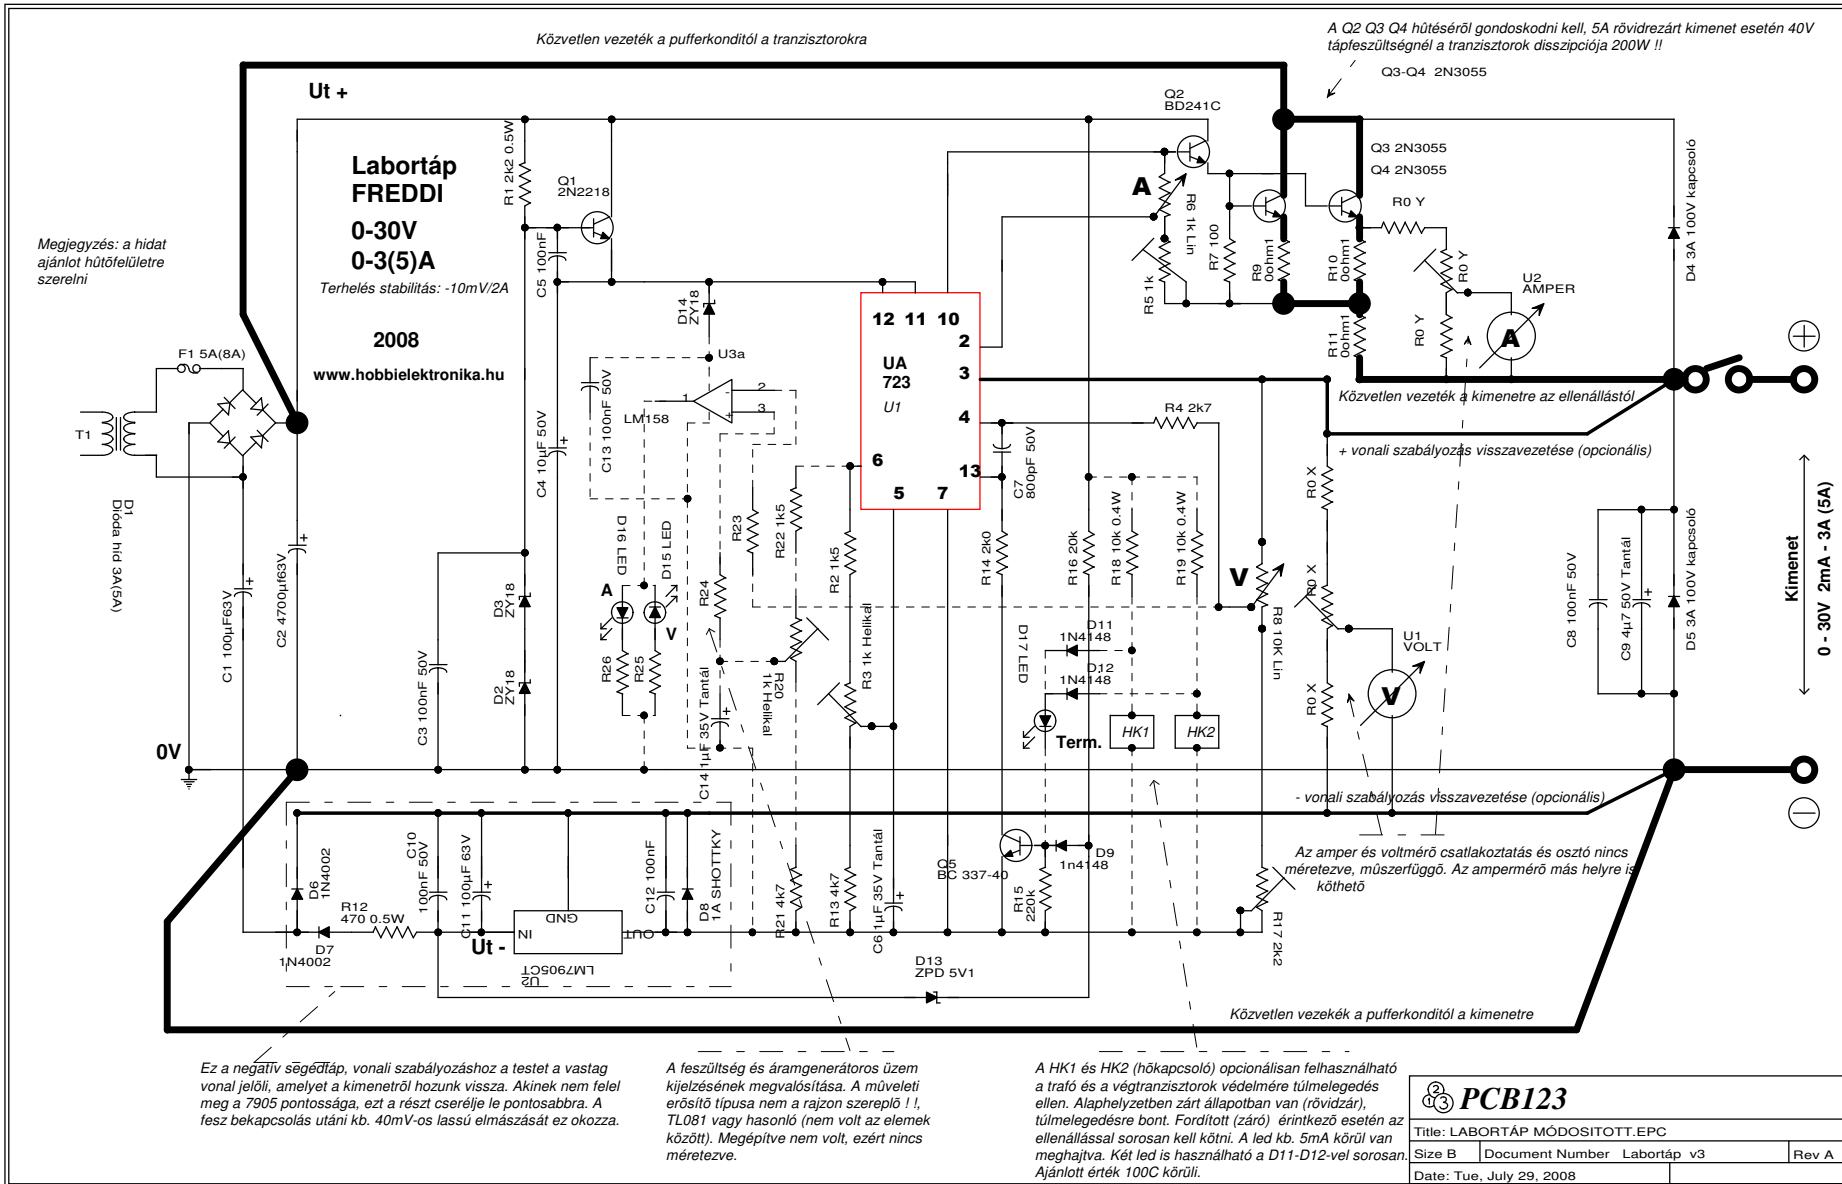 Közvetlen vezeték a pufferkonditól a tranzisztorokra
A Q2 Q3 Q4 hûtésérõl gondoskodni kell, 5A rövidrezárt kimenet esetén 40V
tápfeszültségnél a tranzisztorok disszipciója 200W !!
Q3-Q4 2N3055
Ut +
Q2
BD241C
Labortáp
FREDDI
0-30V
0-3(5)A
Terhelés stabilitás: -10mV/2A
2008
www.hobbielektronika.hu
Megjegyzés: a hidat
ajánlot hûtõfelületre
szerelni
R1 2k2 0.5W
Q1
2N2218
C5 100nF
Q3 2N3055
Q4 2N3055
A
R6 1k Lin
R5 1k
R7 100
R9
0ohm1
R10
0ohm1
R11
0ohm1
R0 Y
R0 Y
R0 Y
U2
AMPER
A
D4 3A 100V kapcsoló
D14
ZY18
U3a
LM158
1
2
3
-
+
C13 100nF 50V
C4 10µF 50V
12 11 10
2
3
4
13
6
5
7
UA
723
U1
F1 5A(8A)
T1
D1
Dióda híd 3A(5A)
C1 100µF63V
C2 4700µf63V
Közvetlen vezeték a kimenetre az ellenállástól
+ vonali szabályozás visszavezetése (opcionális)
R4 2k7
C7
800pF 50V
R14 2k0
R16 20k
R18 10k 0.4W
R19 10k 0.4W
V
R8 10K Lin
R0 X
R0 X
R0 X
U1
VOLT
V
C8 100nF 50V
C9 4µ7 50V Tantál
D5 3A 100V kapcsoló
Kimenet
0 - 30V 2mA - 3A (5A)
C3 100nF 50V
D3
ZY18
D2
ZY18
D16 LED
D15 LED
A
V
R26
R25
R24
R23
R22 1k5
R2 1k5
R20
1k Helikal
R3 1k Helikal
C14 1µF 35V Tantál
D17 LED
D11
1N4148
D12
1N4148
Term.
HK1
HK2
0V
- vonali szabályozás visszavezetése (opcionális)
D6
1N4002
C10
100nF 50V
C11 100µF 63V
R12
470 0.5W
D7
1N4002
Ut -
IN
GND
OUT
U2
LM7905CT
C12 100nF
D8
1A SHOTTKY
R21 4k7
R13 4k7
C6 1µF 35V Tantál
Q5
BC 337-40
R15
220k
D9
1n4148
D13
ZPD 5V1
R17 2k2
Az amper és voltmérõ csatlakoztatás és osztó nincs
méretezve, mûszerfüggõ. Az ampermérõ más helyre is
köthetõ
Közvetlen vezekék a pufferkonditól a kimenetre
Ez a negatív segédtáp, vonali szabályozáshoz a testet a vastag
vonal jelöli, amelyet a kimenetrõl hozunk vissza. Akinek nem felel
meg a 7905 pontossága, ezt a részt cserélje le pontosabbra. A
fesz bekapcsolás utáni kb. 40mV-os lassú elmászását ez okozza.
A feszültség és áramgenerátoros üzem
kijelzésének megvalósítása. A mûveleti
erõsítõ típusa nem a rajzon szereplõ ! !,
TL081 vagy hasonló (nem volt az elemek
között). Megépítve nem volt, ezért nincs
méretezve.
A HK1 és HK2 (hõkapcsoló) opcionálisan felhasználható
a trafó és a végtranzisztorok védelmére túlmelegedés
ellen. Alaphelyzetben zárt állapotban van (rövidzár),
túlmelegedésre bont. Fordított (záró) érintkezõ esetén az
ellenállással sorosan kell kötni. A led kb. 5mA körül van
meghajtva. Két led is használható a D11-D12-vel sorosan.
Ajánlott érték 100C körüli.
PCB123
Title: LABORTÁP MÓDOSITOTT.EPC
Size B
Document Number Labortáp v3
Rev A
Date: Tue, July 29, 2008